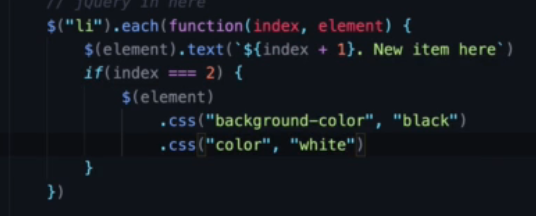 // jQuery in here
$("li").each(function(index, element) {
$(element).text(`${index + 1}. New item here`)
if(index === 2) {
$(element)
.css("background-color", "black")
.css("color", "white")
}
})